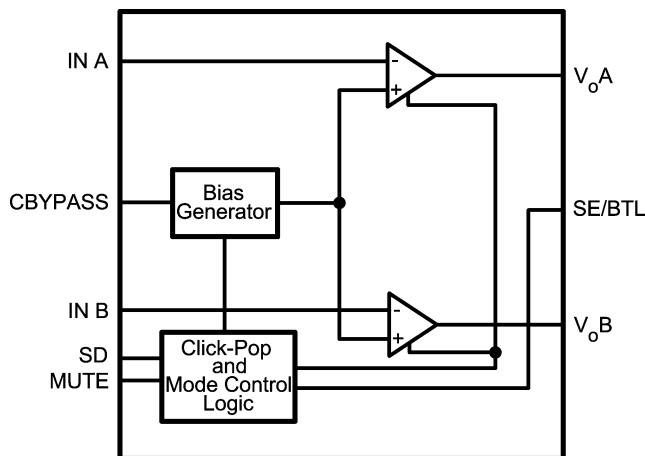 IN A
-
+
VoA
CBYPASS
Bias
Generator
SE/BTL
IN B
-
+
VoB
SD
MUTE
Click-Pop
and
Mode Control
Logic